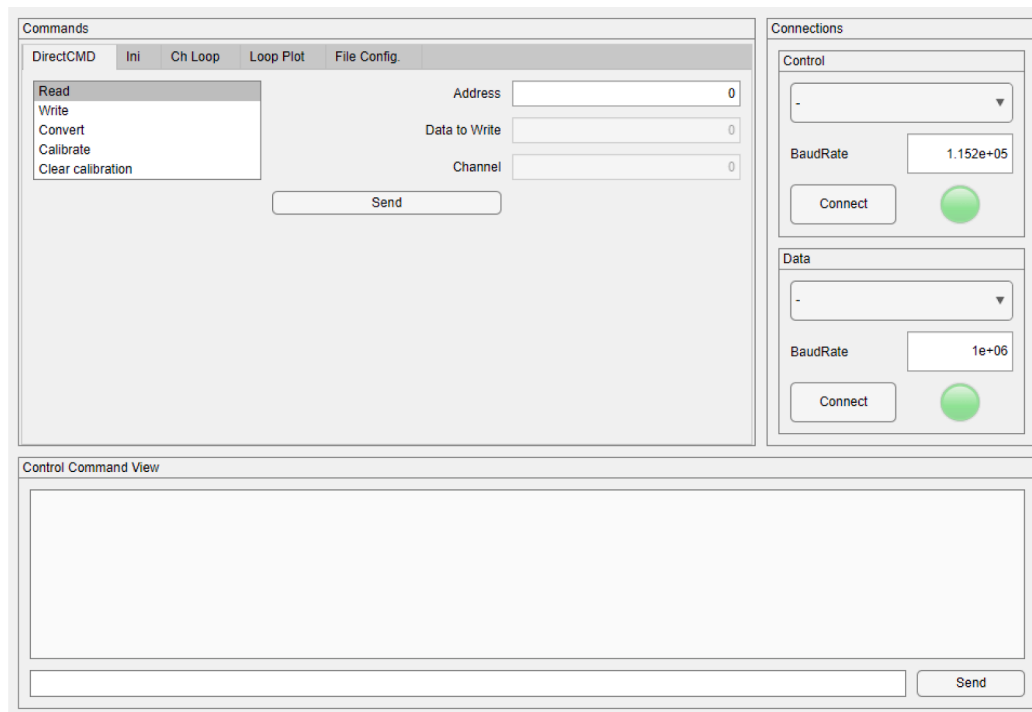 Commands
DirectCMD Ini Ch Loop Loop Plot File Config.
Read
Write
Convert
Calibrate
Clear calibration
Address 0
Data to Write 0
Channel 0
Send
Connections
Control
-
BaudRate 1.152e+05
Connect
Data
-
BaudRate 1e+06
Connect
Control Command View
Send